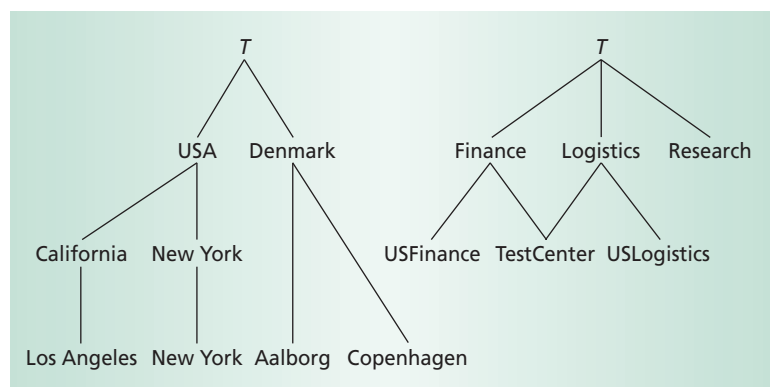 T T
USA Denmark Finance Logistics Research
California New York USFinance TestCenter USLogistics
Los Angeles New York Aalborg Copenhagen